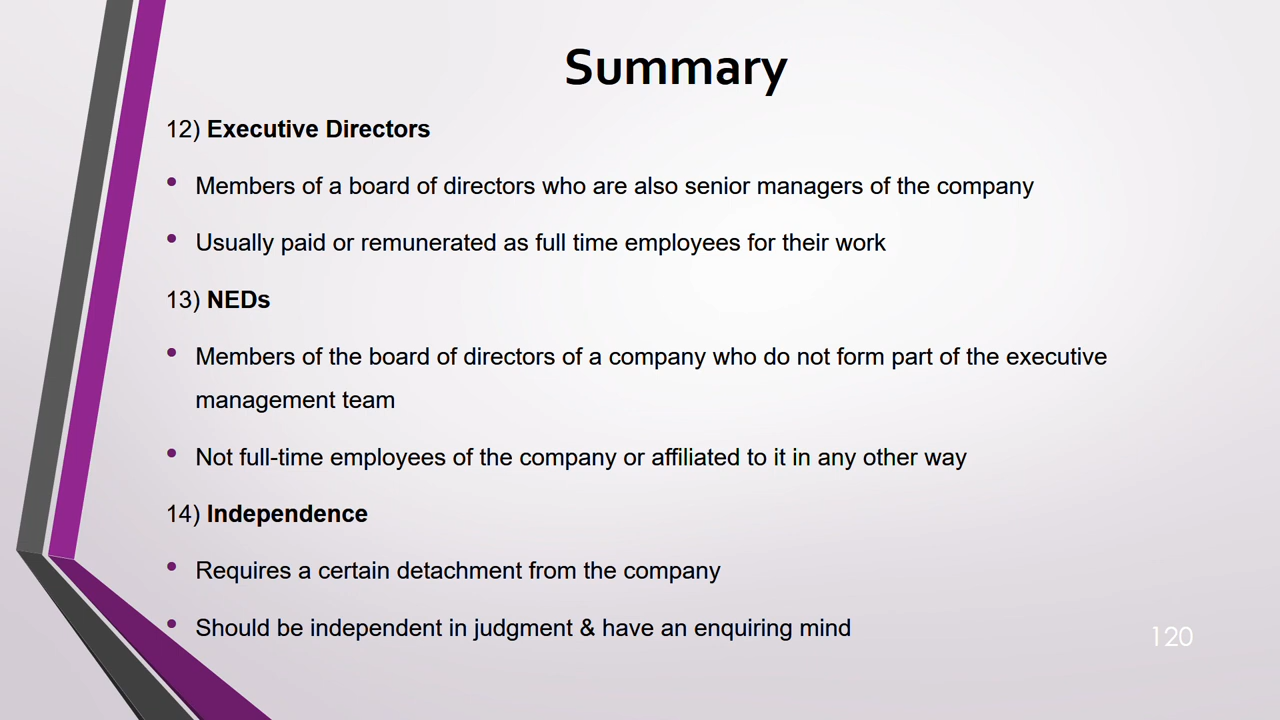 Summary
12) Executive Directors
• Members of a board of directors who are also senior managers of the company
• Usually paid or remunerated as full time employees for their work
13) NEDs
• Members of the board of directors of a company who do not form part of the executive
management team
• Not full-time employees of the company or affiliated to it in any other way
14) Independence
• Requires a certain detachment from the company
• Should be independent in judgment & have an enquiring mind
120